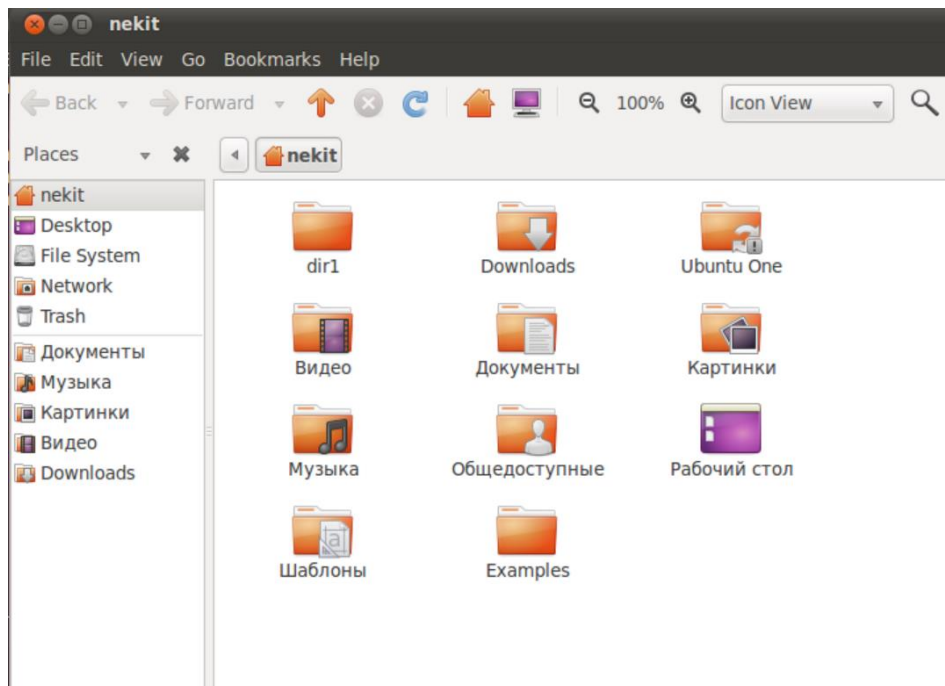 nekit
File Edit View Go Bookmarks Help
Back Forward 100% Icon View
Places nekit
nekit
Desktop
File System
Network
Trash
Документы
Музыка
Картинки
Видео
Downloads
dir1 Downloads Ubuntu One
Видео Документы Картинки
Музыка Общедоступные Рабочий стол
Шаблоны Examples